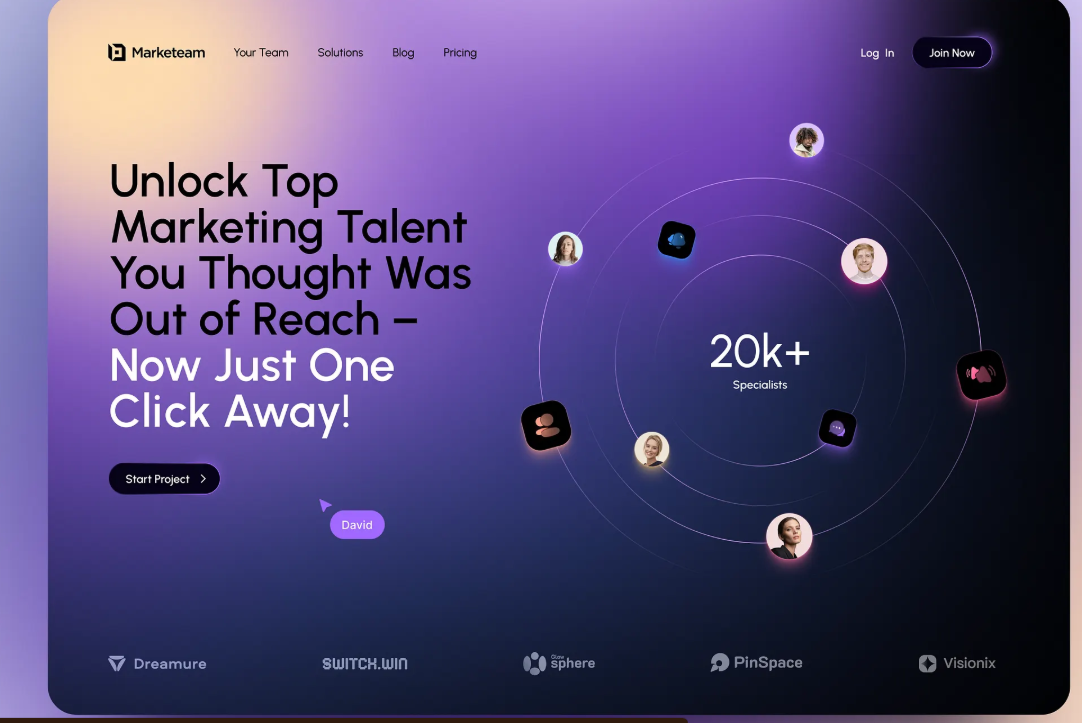 Marketeam
Your Team
Solutions
Blog
Pricing
Log In
Join Now
Unlock Top
Marketing Talent
You Thought Was
Out of Reach –
Now Just One
Click Away!
Start Project
David
20k+
Specialists
Dreamure
SWITCH.WIN
Glow
sphere
PinSpace
Visionix